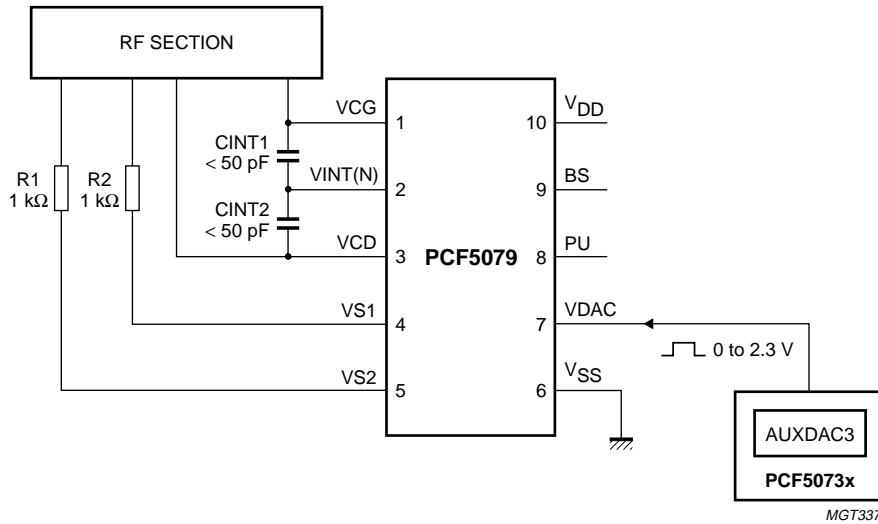 RF SECTION
VCG
1
CINT1
< 50 pF
R1
1 kΩ
R2
1 kΩ
VINT(N)
2
CINT2
< 50 pF
VCD
3
PCF5079
VS1
4
VS2
5
10
VDD
9
BS
8
PU
7
VDAC
0 to 2.3 V
6
VSS
AUXDAC3
PCF5073x
MGT337